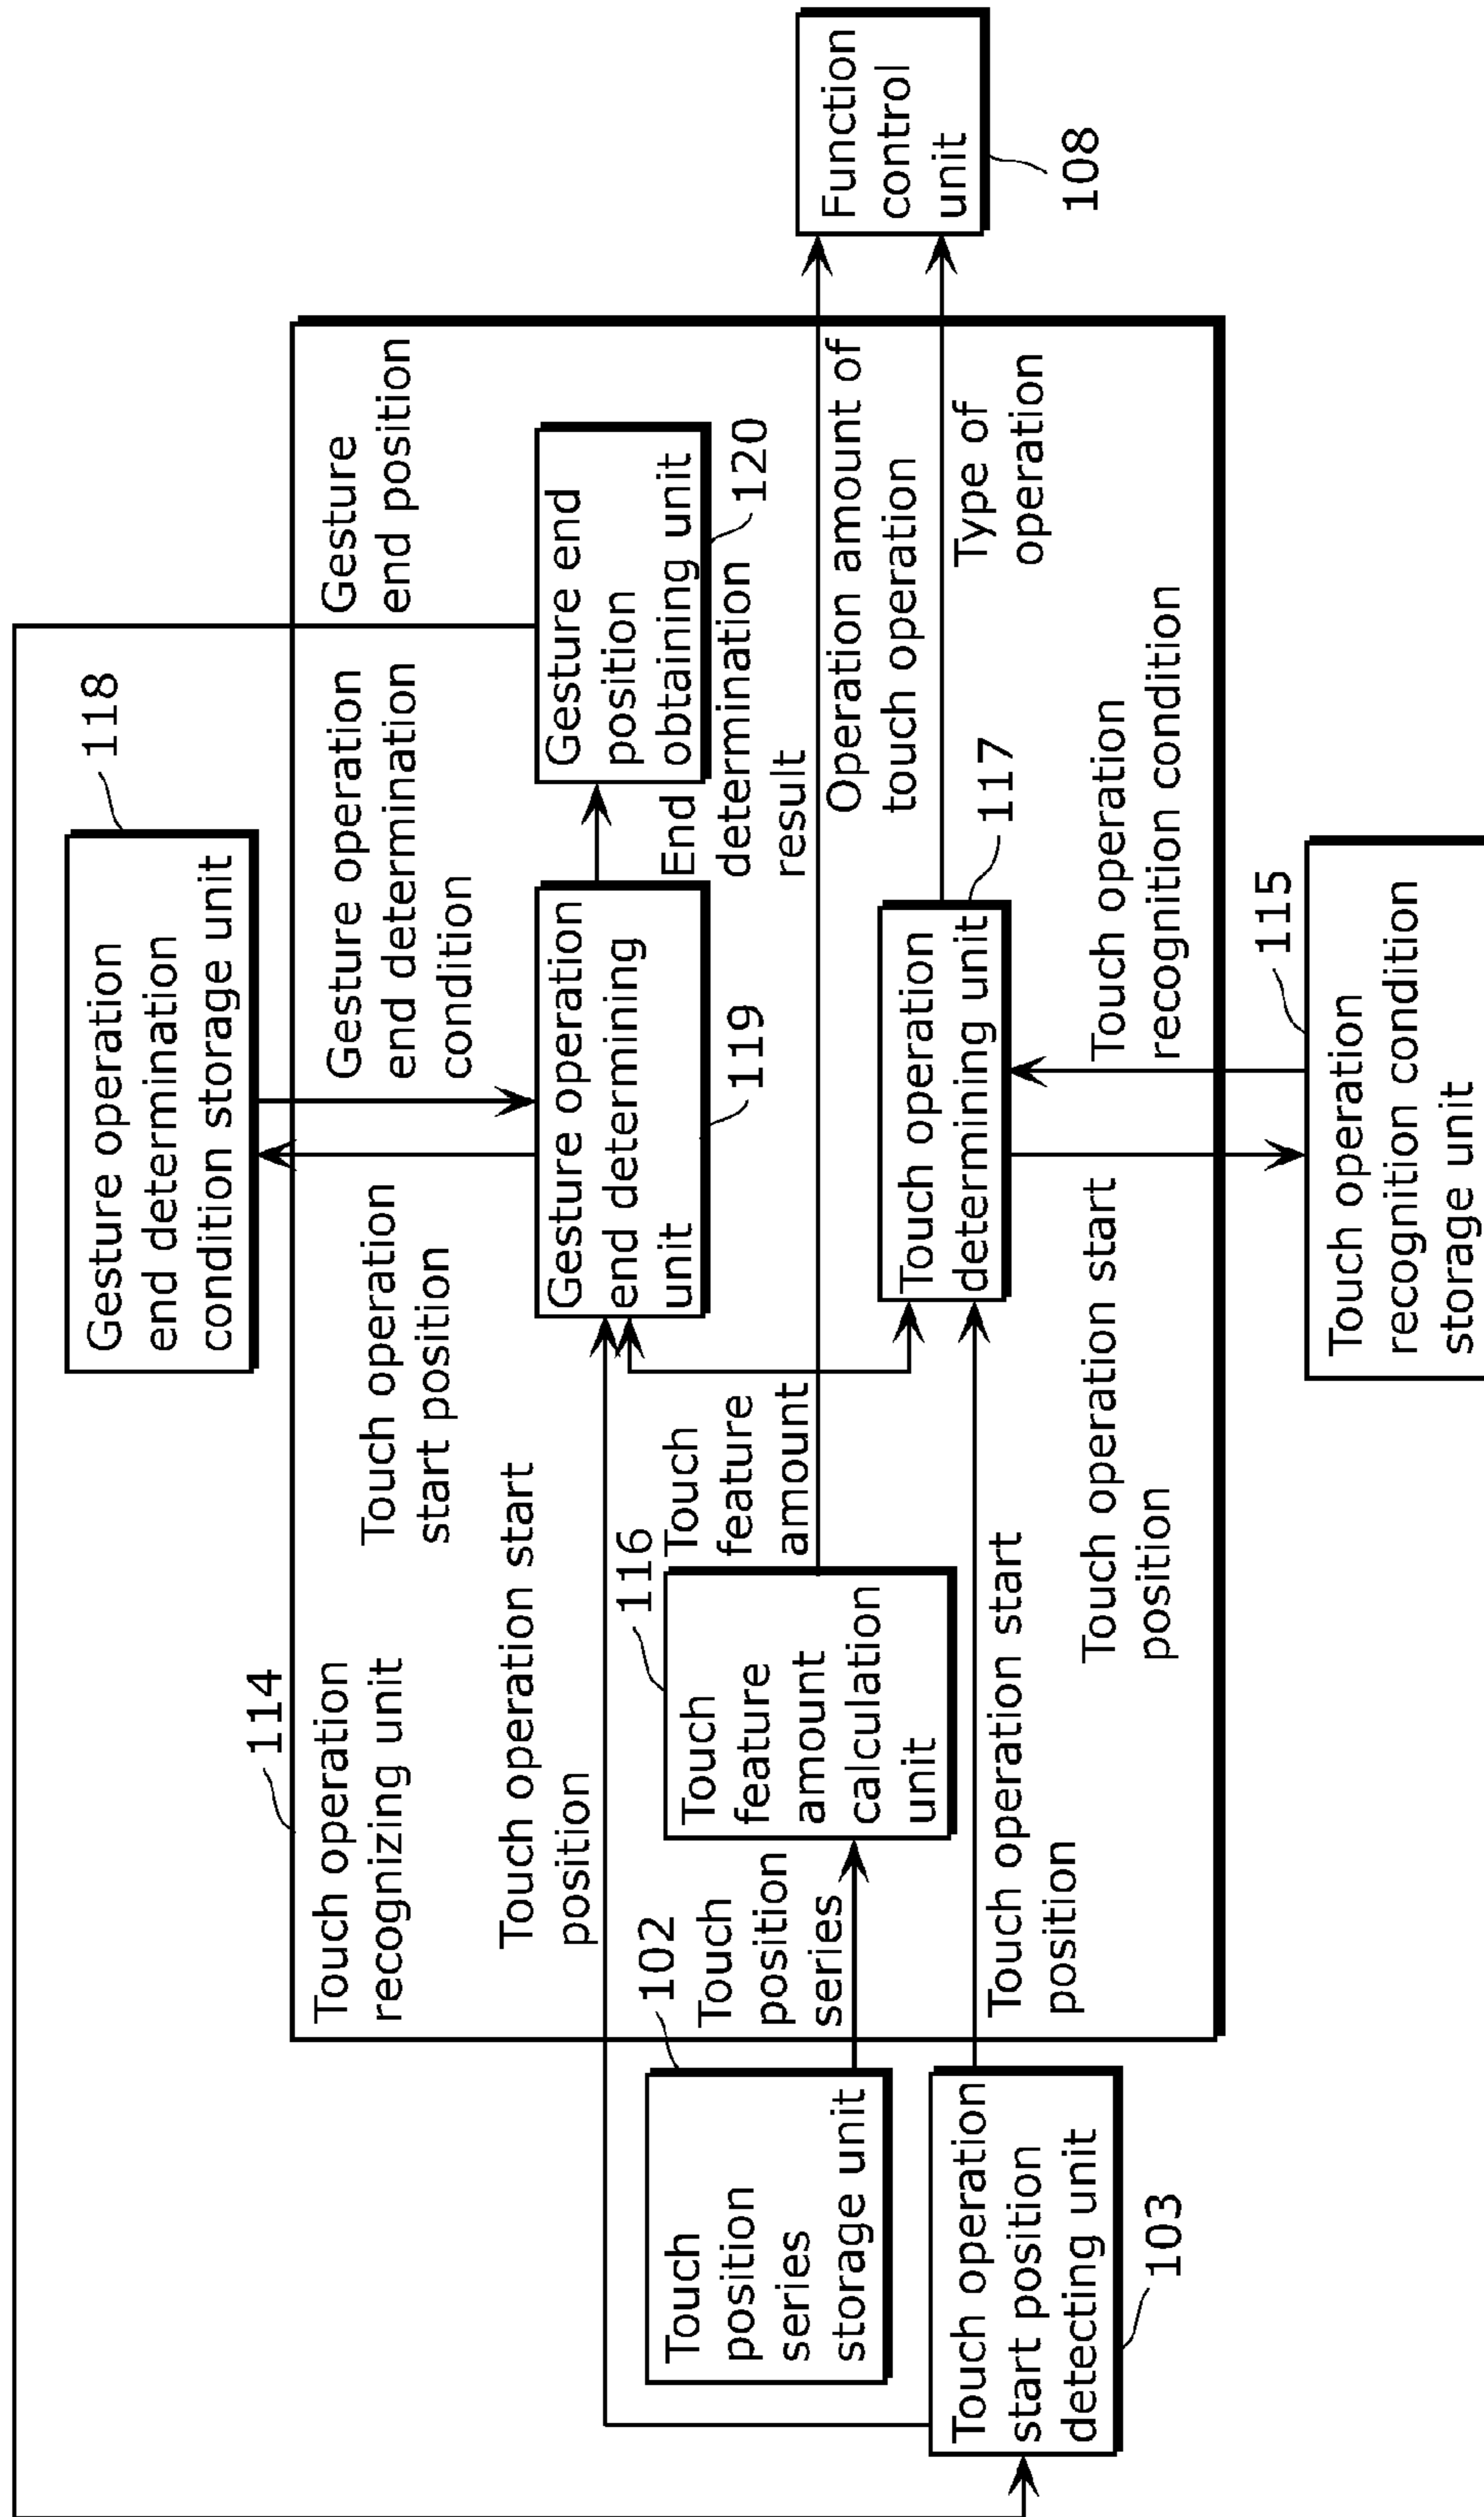 118
Gesture operation
end determination
condition storage unit
114
Touch operation
recognizing unit
Touch operation
start position
Gesture operation
end determination
condition
Gesture
end position
Touch operation start
position
Gesture operation
end determining
unit
119
End
determination
result
Gesture end
position
obtaining unit
120
102
Touch
position
series
storage unit
Touch
position
series
116
Touch
feature
amount
calculation
unit
Touch
feature
amount
Operation amount of
touch operation
Function
control
unit
108
Touch operation
start position
detecting unit
103
Touch operation start
position
Touch operation
determining unit
117
Type of
operation
Touch operation start
position
Touch operation
recognition condition
115
Touch operation
recognition condition
storage unit